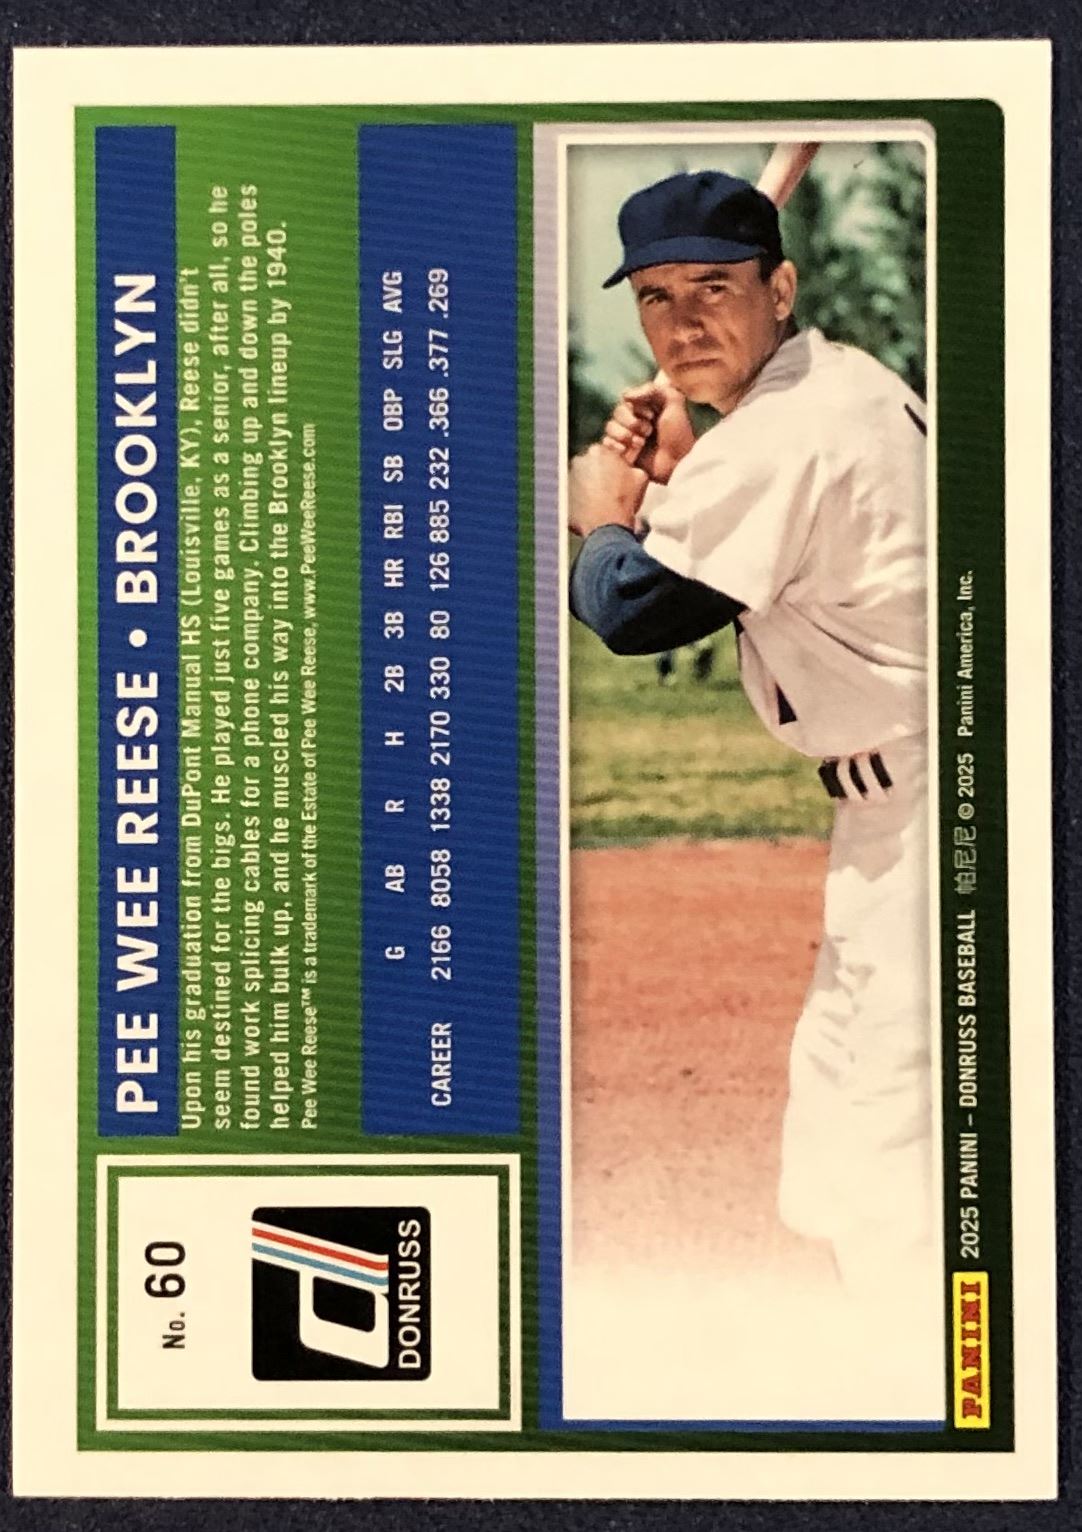 No. 60
DONRUSS
PEE WEE REESE • BROOKLYN
Upon his graduation from DuPont Manual HS (Louisville, KY), Reese didn't
seem destined for the bigs. He played just five games as a senior, after all, so he
found work splicing cables for a phone company. Climbing up and down the poles
helped him bulk up, and he muscled his way into the Brooklyn lineup by 1940.
Pee Wee Reese™ is a trademark of the Estate of Pee Wee Reese, www.PeeWeeReese.com
G AB R H 2B 3B HR RBI SB OBP SLG AVG
CAREER 2166 8058 1338 2170 330 80 126 885 232 .366 .377 .269
PANINI 2025 PANINI – DONRUSS BASEBALL 帕尼尼 © 2025 Panini America, Inc.